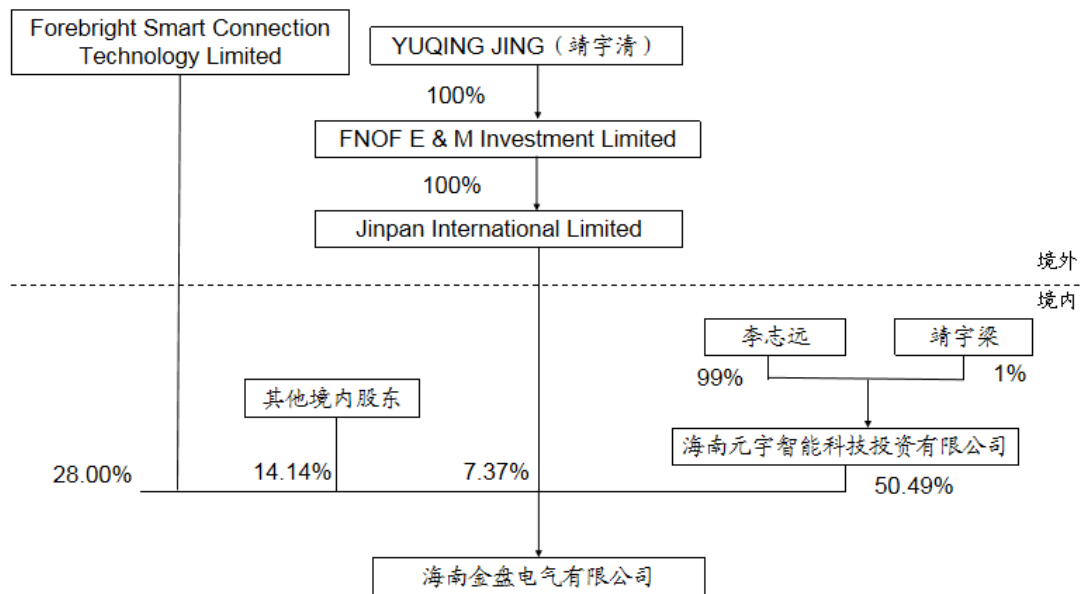 Forebright Smart Connection
Technology Limited
YUQING JING（靖宇清）
100%
FNOF E & M Investment Limited
100%
Jinpan International Limited
境外
境内
李志远
靖宇梁
99%
1%
其他境内股东
海南元宇智能科技投资有限公司
28.00%
14.14%
7.37%
50.49%
海南金盘电气有限公司